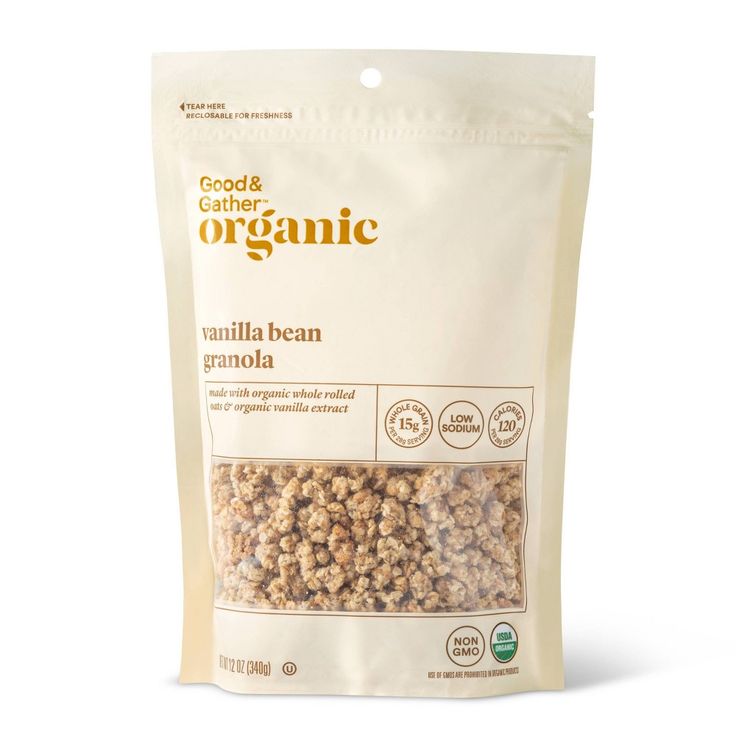 TEAR HERE
RECLOSABLE FOR FRESHNESS
Good &
Gather™
organic
vanilla bean
granola
made with organic whole rolled
oats & organic vanilla extract
WHOLE GRAIN
15g
PER 28g SERVING
LOW
SODIUM
CALORIES
120
PER 28g SERVING
NON
GMO
USDA
ORGANIC
NET WT 12 OZ (340g)
U
USE OF GMOS ARE PROHIBITED IN ORGANIC PRODUCTS